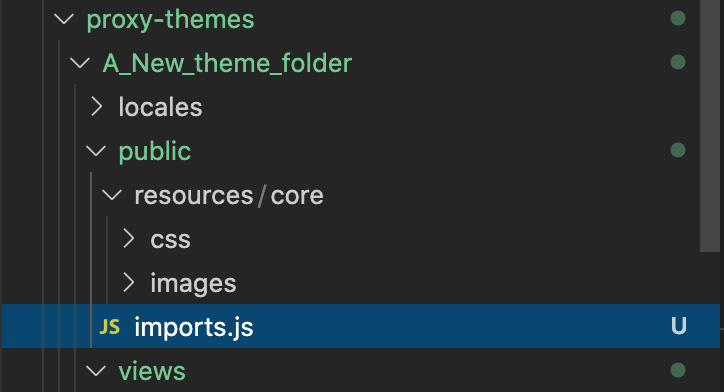 proxy-themes
A_New_theme_folder
locales
public
resources/core
css
images
JS imports.js U
views